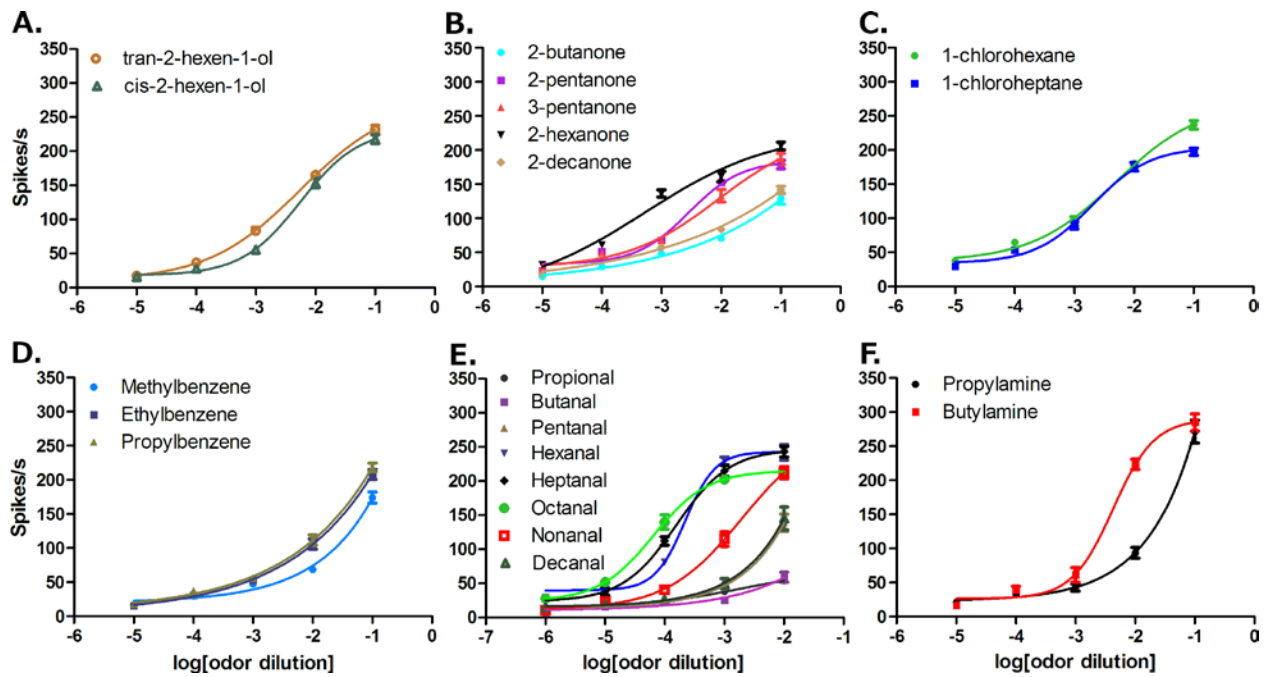 A.
tran-2-hexen-1-ol
cis-2-hexen-1-ol
Spikes/s
350
300
250
200
150
100
50
0
-6 -5 -4 -3 -2 -1 0
B.
2-butanone
2-pentanone
3-pentanone
2-hexanone
2-decanone
350
300
250
200
150
100
50
0
-6 -5 -4 -3 -2 -1 0
C.
1-chlorohexane
1-chloroheptane
350
300
250
200
150
100
50
0
-6 -5 -4 -3 -2 -1 0
D.
Methylbenzene
Ethylbenzene
Propylbenzene
Spikes/s
350
300
250
200
150
100
50
0
-6 -5 -4 -3 -2 -1 0
log[odor dilution]
E.
Propional
Butanal
Pentanal
Hexanal
Heptanal
Octanal
Nonanal
Decanal
350
300
250
200
150
100
50
0
-7 -6 -5 -4 -3 -2 -1
log[odor dilution]
F.
Propylamine
Butylamine
350
300
250
200
150
100
50
0
-6 -5 -4 -3 -2 -1 0
log[odor dilution]